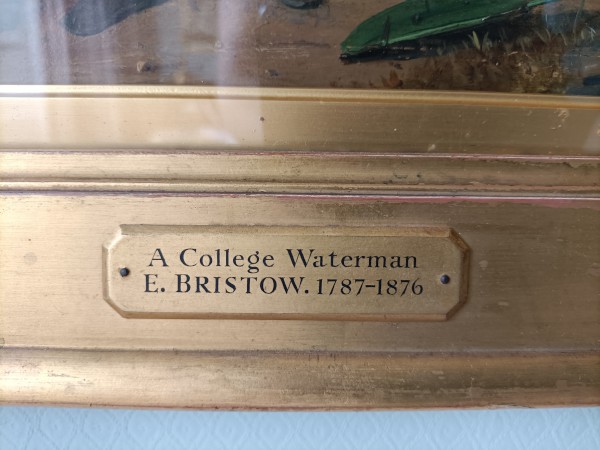 A College Waterman
E. BRISTOW. 1787-1876